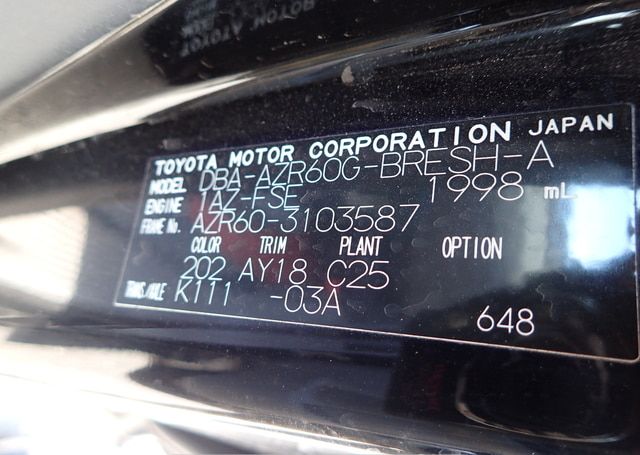 TOYOTA MOTOR CORPORATION JAPAN
MODEL DBA-AZR60G-BRESH-A
ENGINE 1AZ-FSE 1998 mL
FRAME No. AZR60-3103587
COLOR TRIM PLANT OPTION
202 AY18 C25
TRANS/AXLE K111 -03A
648